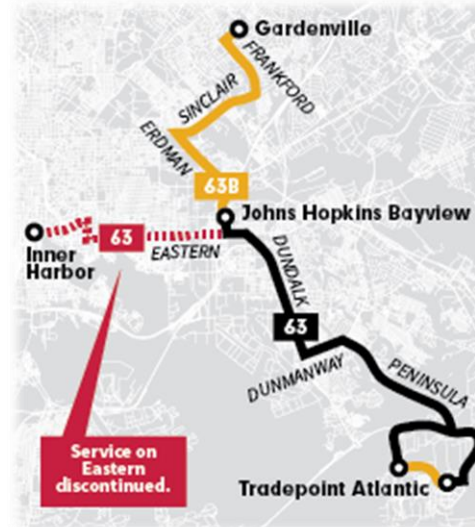 Gardenville
FRANKFORD
SINCLAIR
ERDMAN
63B
Johns Hopkins Bayview
63
Inner
Harbor
EASTERN
DUNDALK
63
DUNMANWAY
PENINSULA
Service on
Eastern
discontinued.
Tradepoint Atlantic